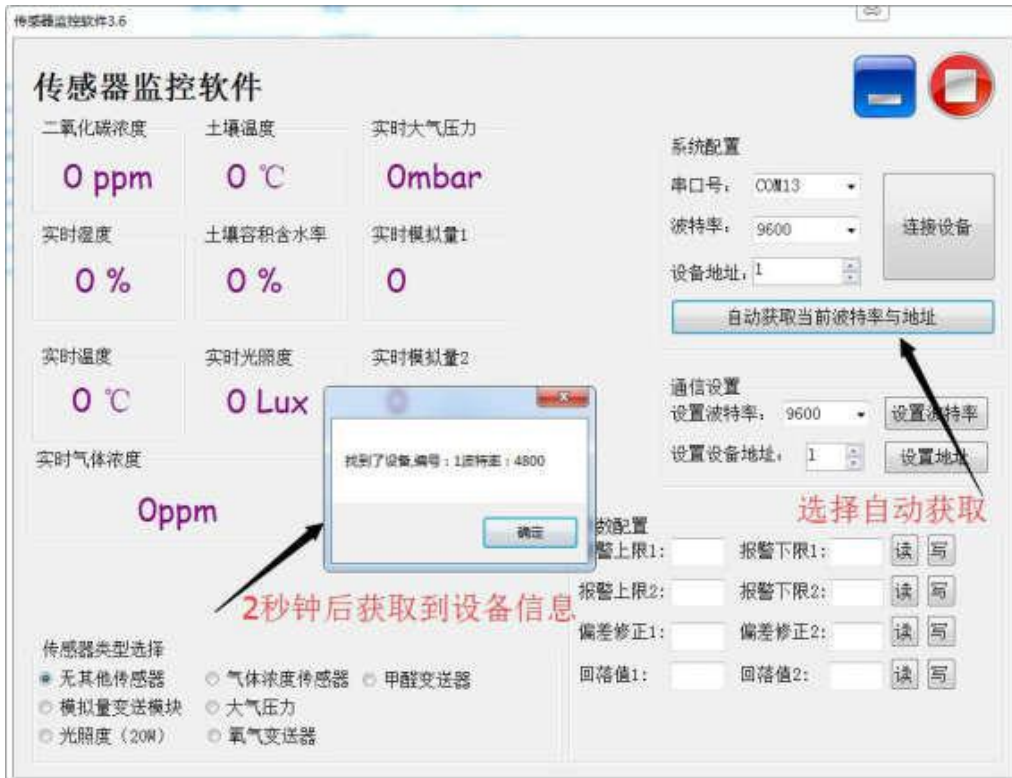 传感器监控软件3.6
传感器监控软件
二氧化碳浓度
土壤温度
实时大气压力
0 ppm
0 ℃
0mbar
实时湿度
土壤容积含水率
实时模拟量1
0 %
0 %
0
实时温度
实时光照度
实时模拟量2
0 ℃
0 Lux
实时气体浓度
0ppm
系统配置
串口号： COM13
波特率： 9600
连接设备
设备地址： 1
自动获取当前波特率与地址
通信设置
设置波特率： 9600 设置波特率
设置设备地址： 1 设置地址
选择自动获取
找到了设备,编号：1波特率：4800
确定
2秒钟后获取到设备信息
数配置
警上限1: 报警下限1: 读 写
报警上限2: 报警下限2: 读 写
偏差修正1: 偏差修正2: 读 写
回落值1: 回落值2: 读 写
传感器类型选择
无其他传感器 气体浓度传感器 甲醛变送器
模拟量变送模块 大气压力
光照度（20W） 氧气变送器